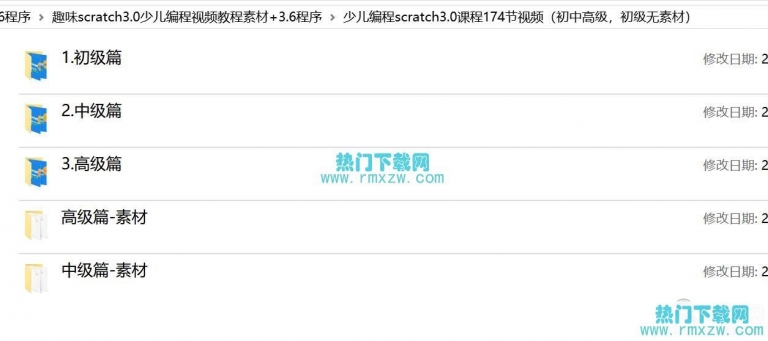 6程序 > 趣味scratch3.0少儿编程视频教程素材+3.6程序 > 少儿编程scratch3.0课程174节视频（初中高级，初级无素材）
1.初级篇 修改日期: 2
2.中级篇 修改日期: 2
3.高级篇 修改日期: 2
热门下载网
www.rmxzw.com
高级篇-素材 修改日期: 2
中级篇-素材 修改日期: 2
热门下载网
www.rmxzw.com